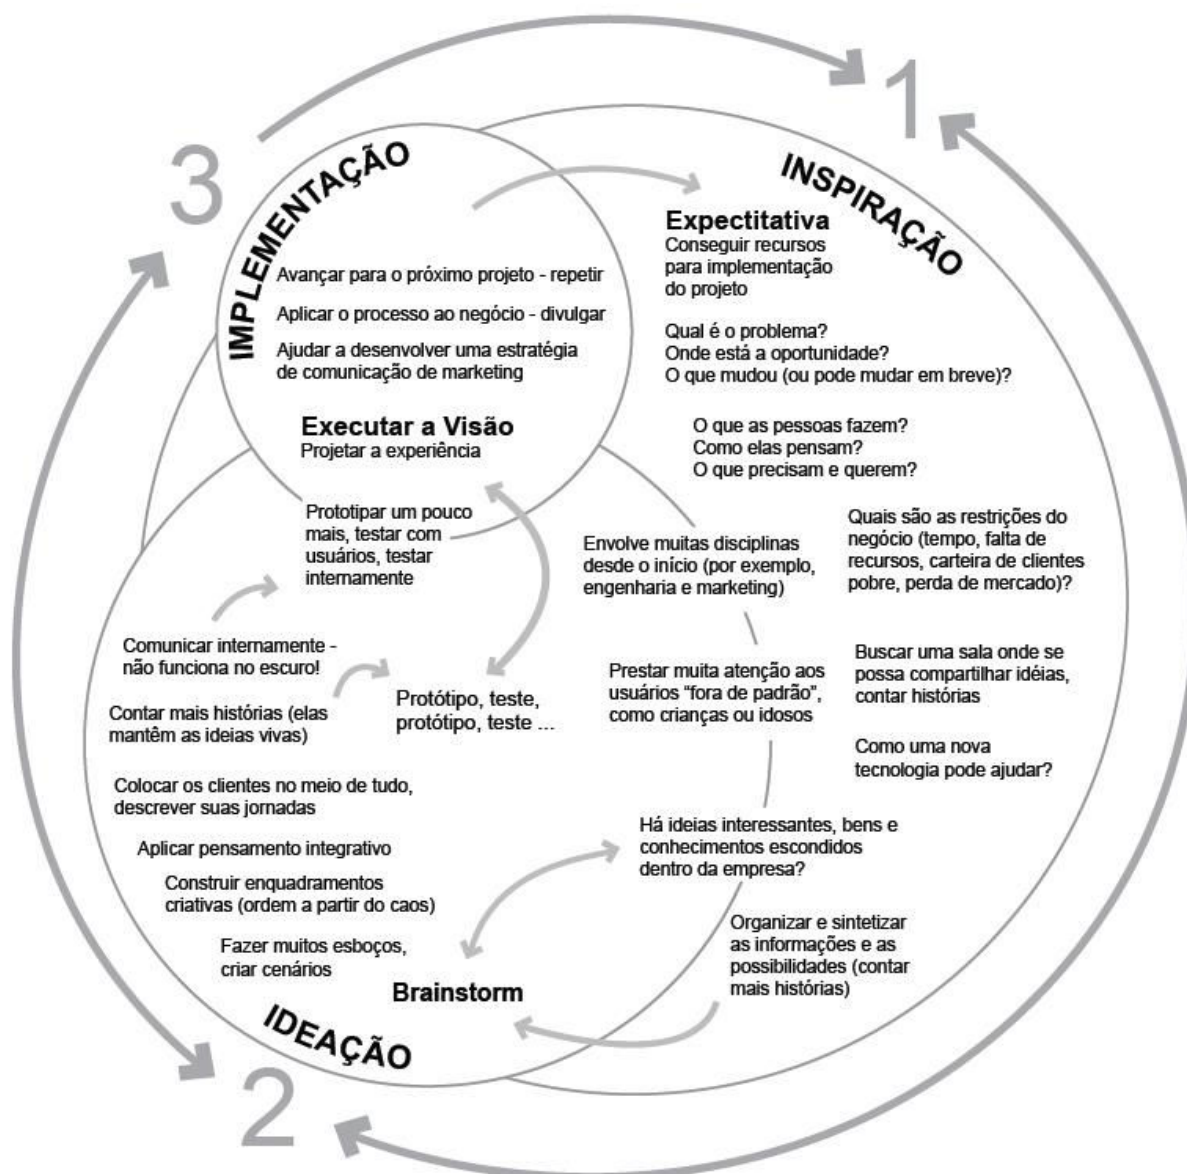 1
INSPIRAÇÃO
Expectitativa
Conseguir recursos
para implementação
do projeto
Qual é o problema?
Onde está a oportunidade?
O que mudou (ou pode mudar em breve)?
O que as pessoas fazem?
Como elas pensam?
O que precisam e querem?
Quais são as restrições do
negócio (tempo, falta de
recursos, carteira de clientes
pobre, perda de mercado)?
Envolve muitas disciplinas
desde o início (por exemplo,
engenharia e marketing)
Buscar uma sala onde se
possa compartilhar idéias,
contar histórias
Prestar muita atenção aos
usuários “fora de padrão”,
como crianças ou idosos
Como uma nova
tecnologia pode ajudar?
Há ideias interessantes, bens e
conhecimentos escondidos
dentro da empresa?
Organizar e sintetizar
as informações e as
possibilidades (contar
mais histórias)
2
IDEAÇÃO
Brainstorm
Fazer muitos esboços,
criar cenários
Construir enquadramentos
criativas (ordem a partir do caos)
Aplicar pensamento integrativo
Colocar os clientes no meio de tudo,
descrever suas jornadas
Contar mais histórias (elas
mantêm as ideias vivas)
Protótipo, teste,
protótipo, teste ...
Comunicar internamente -
não funciona no escuro!
Prototipar um pouco
mais, testar com
usuários, testar
internamente
3
IMPLEMENTAÇÃO
Executar a Visão
Projetar a experiência
Ajudar a desenvolver uma estratégia
de comunicação de marketing
Aplicar o processo ao negócio - divulgar
Avançar para o próximo projeto - repetir